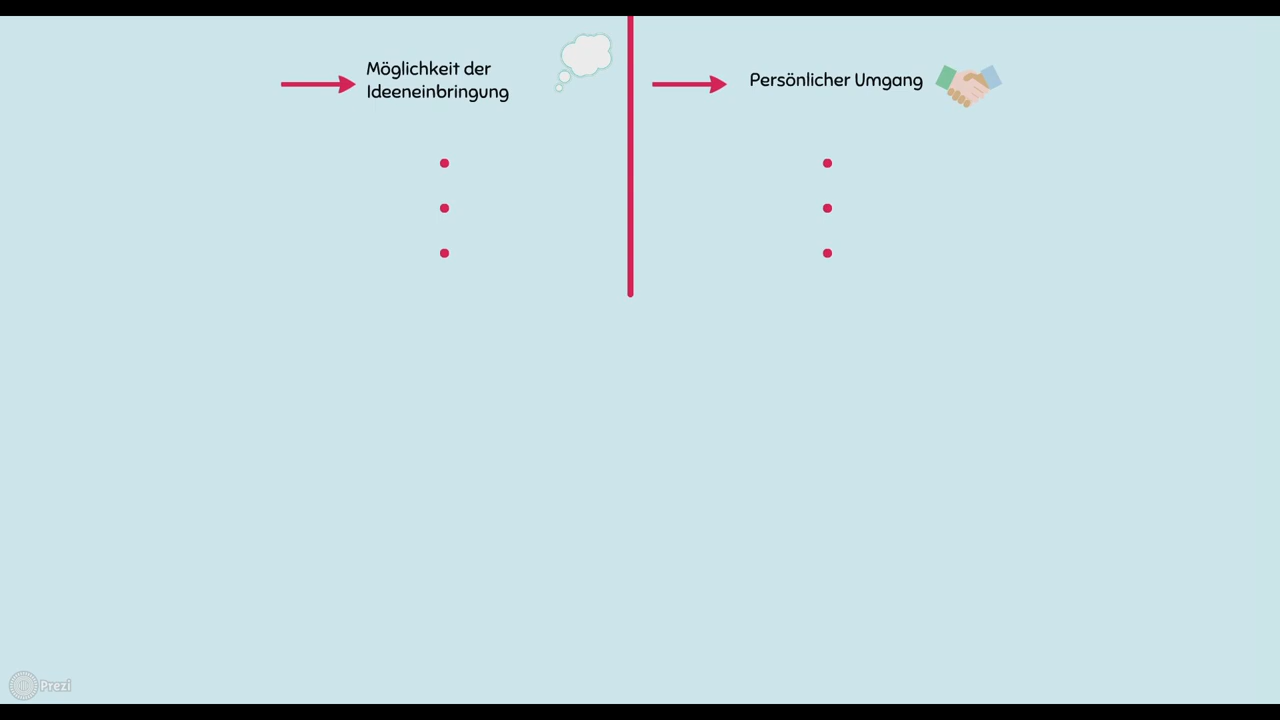 Möglichkeit der
Ideeneinbringung
Persönlicher Umgang
Prezi